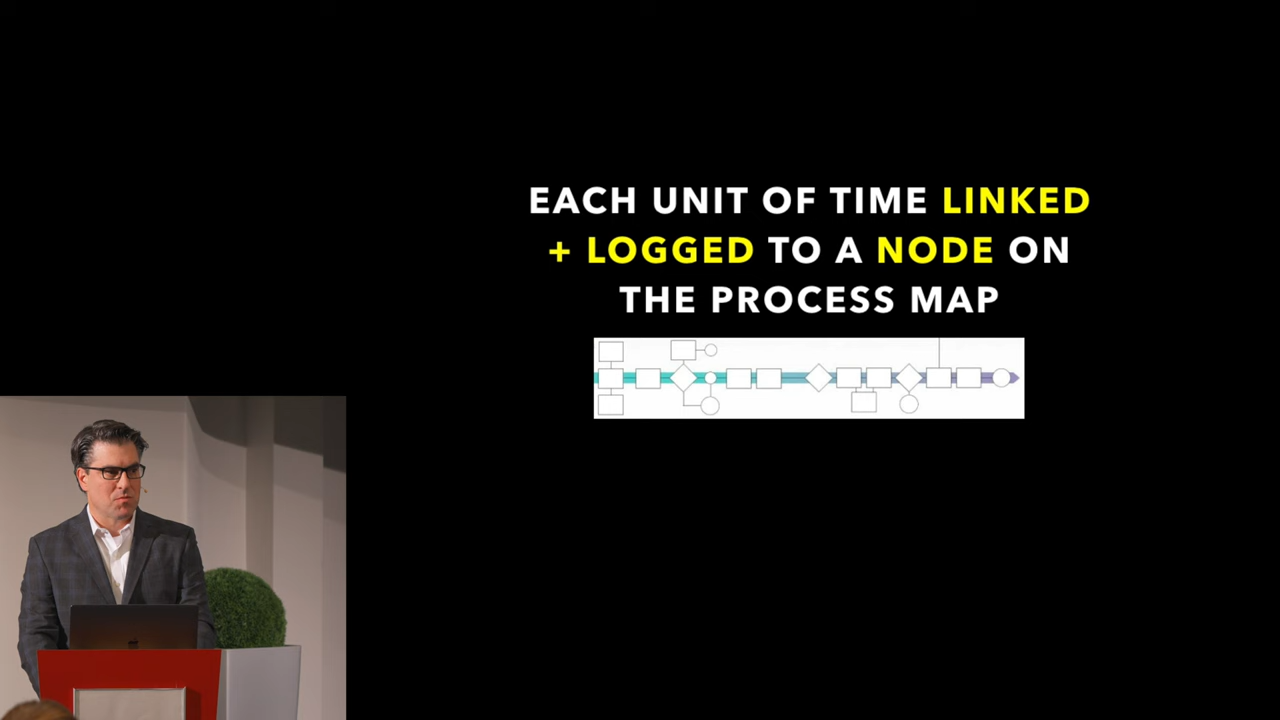 EACH UNIT OF TIME LINKED
+ LOGGED TO A NODE ON
THE PROCESS MAP